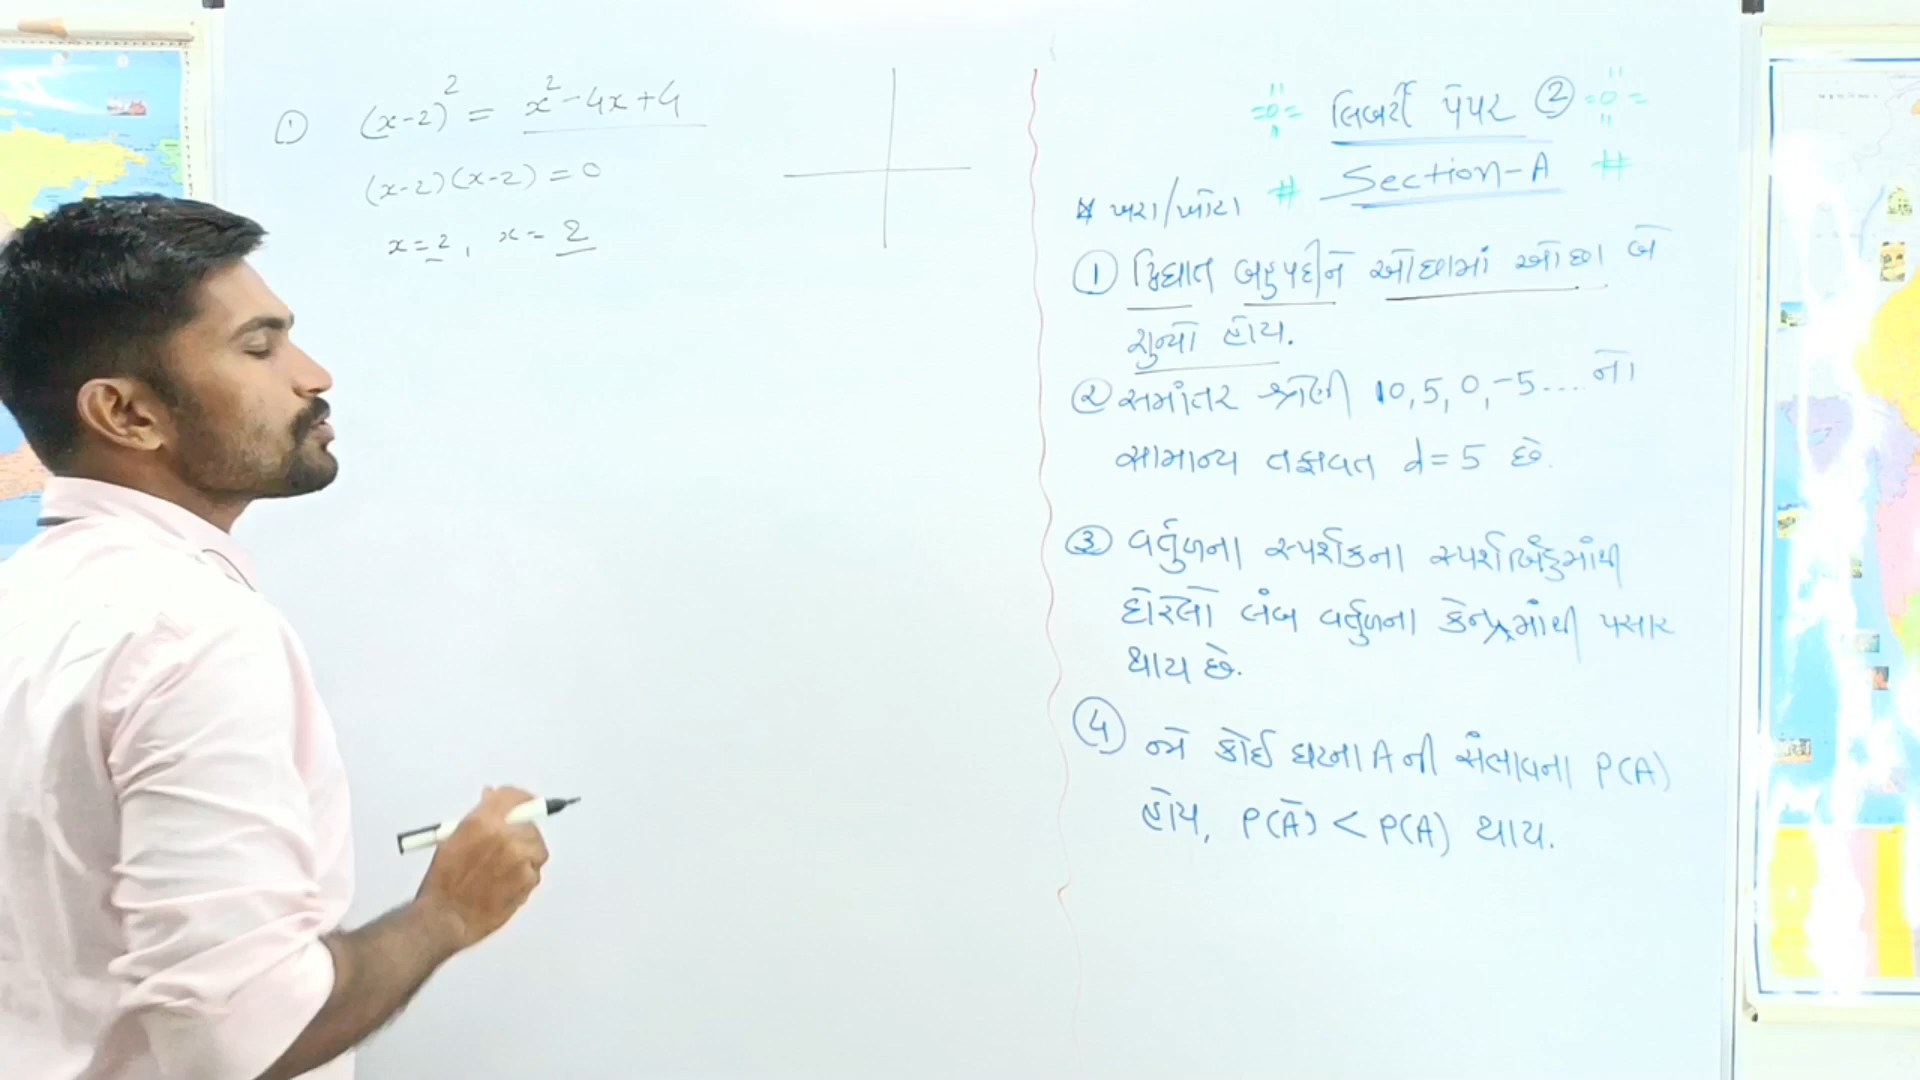 ① (x-2)² = x²-4x+4
(x-2)(x-2) = 0
x = 2, x = 2
લિબર્ટી પેપર ②
# Section-A #
* ખરા/ખોટા
① દ્વિઘાત બહુપદીને ઓછામાં ઓછા બે
શુન્યો હોય.
② સમાંતર શ્રેણી 10, 5, 0, -5.... નો
સામાન્ય તફાવત d = 5 છે.
③ વર્તુળના સ્પર્શકના સ્પર્શબિંદુમાંથી
દોરેલો લંબ વર્તુળના કેન્દ્રમાંથી પસાર
થાય છે.
④ જો કોઈ ઘટના A ની સંભાવના P(A)
હોય, P(Ā) < P(A) થાય.